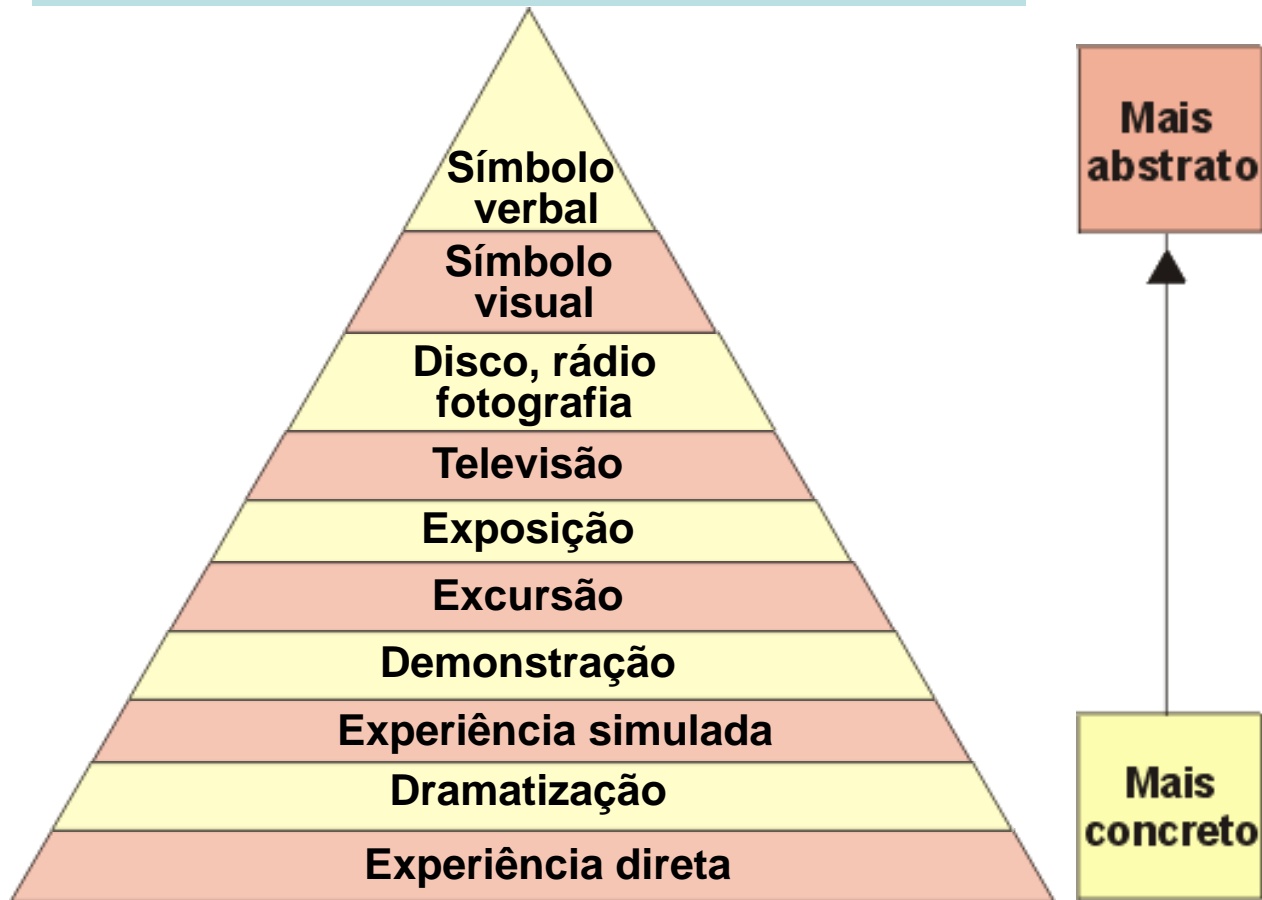 Símbolo
verbal
Símbolo
visual
Disco, rádio
fotografia
Televisão
Exposição
Excursão
Demonstração
Experiência simulada
Dramatização
Experiência direta
Mais
abstrato
Mais
concreto